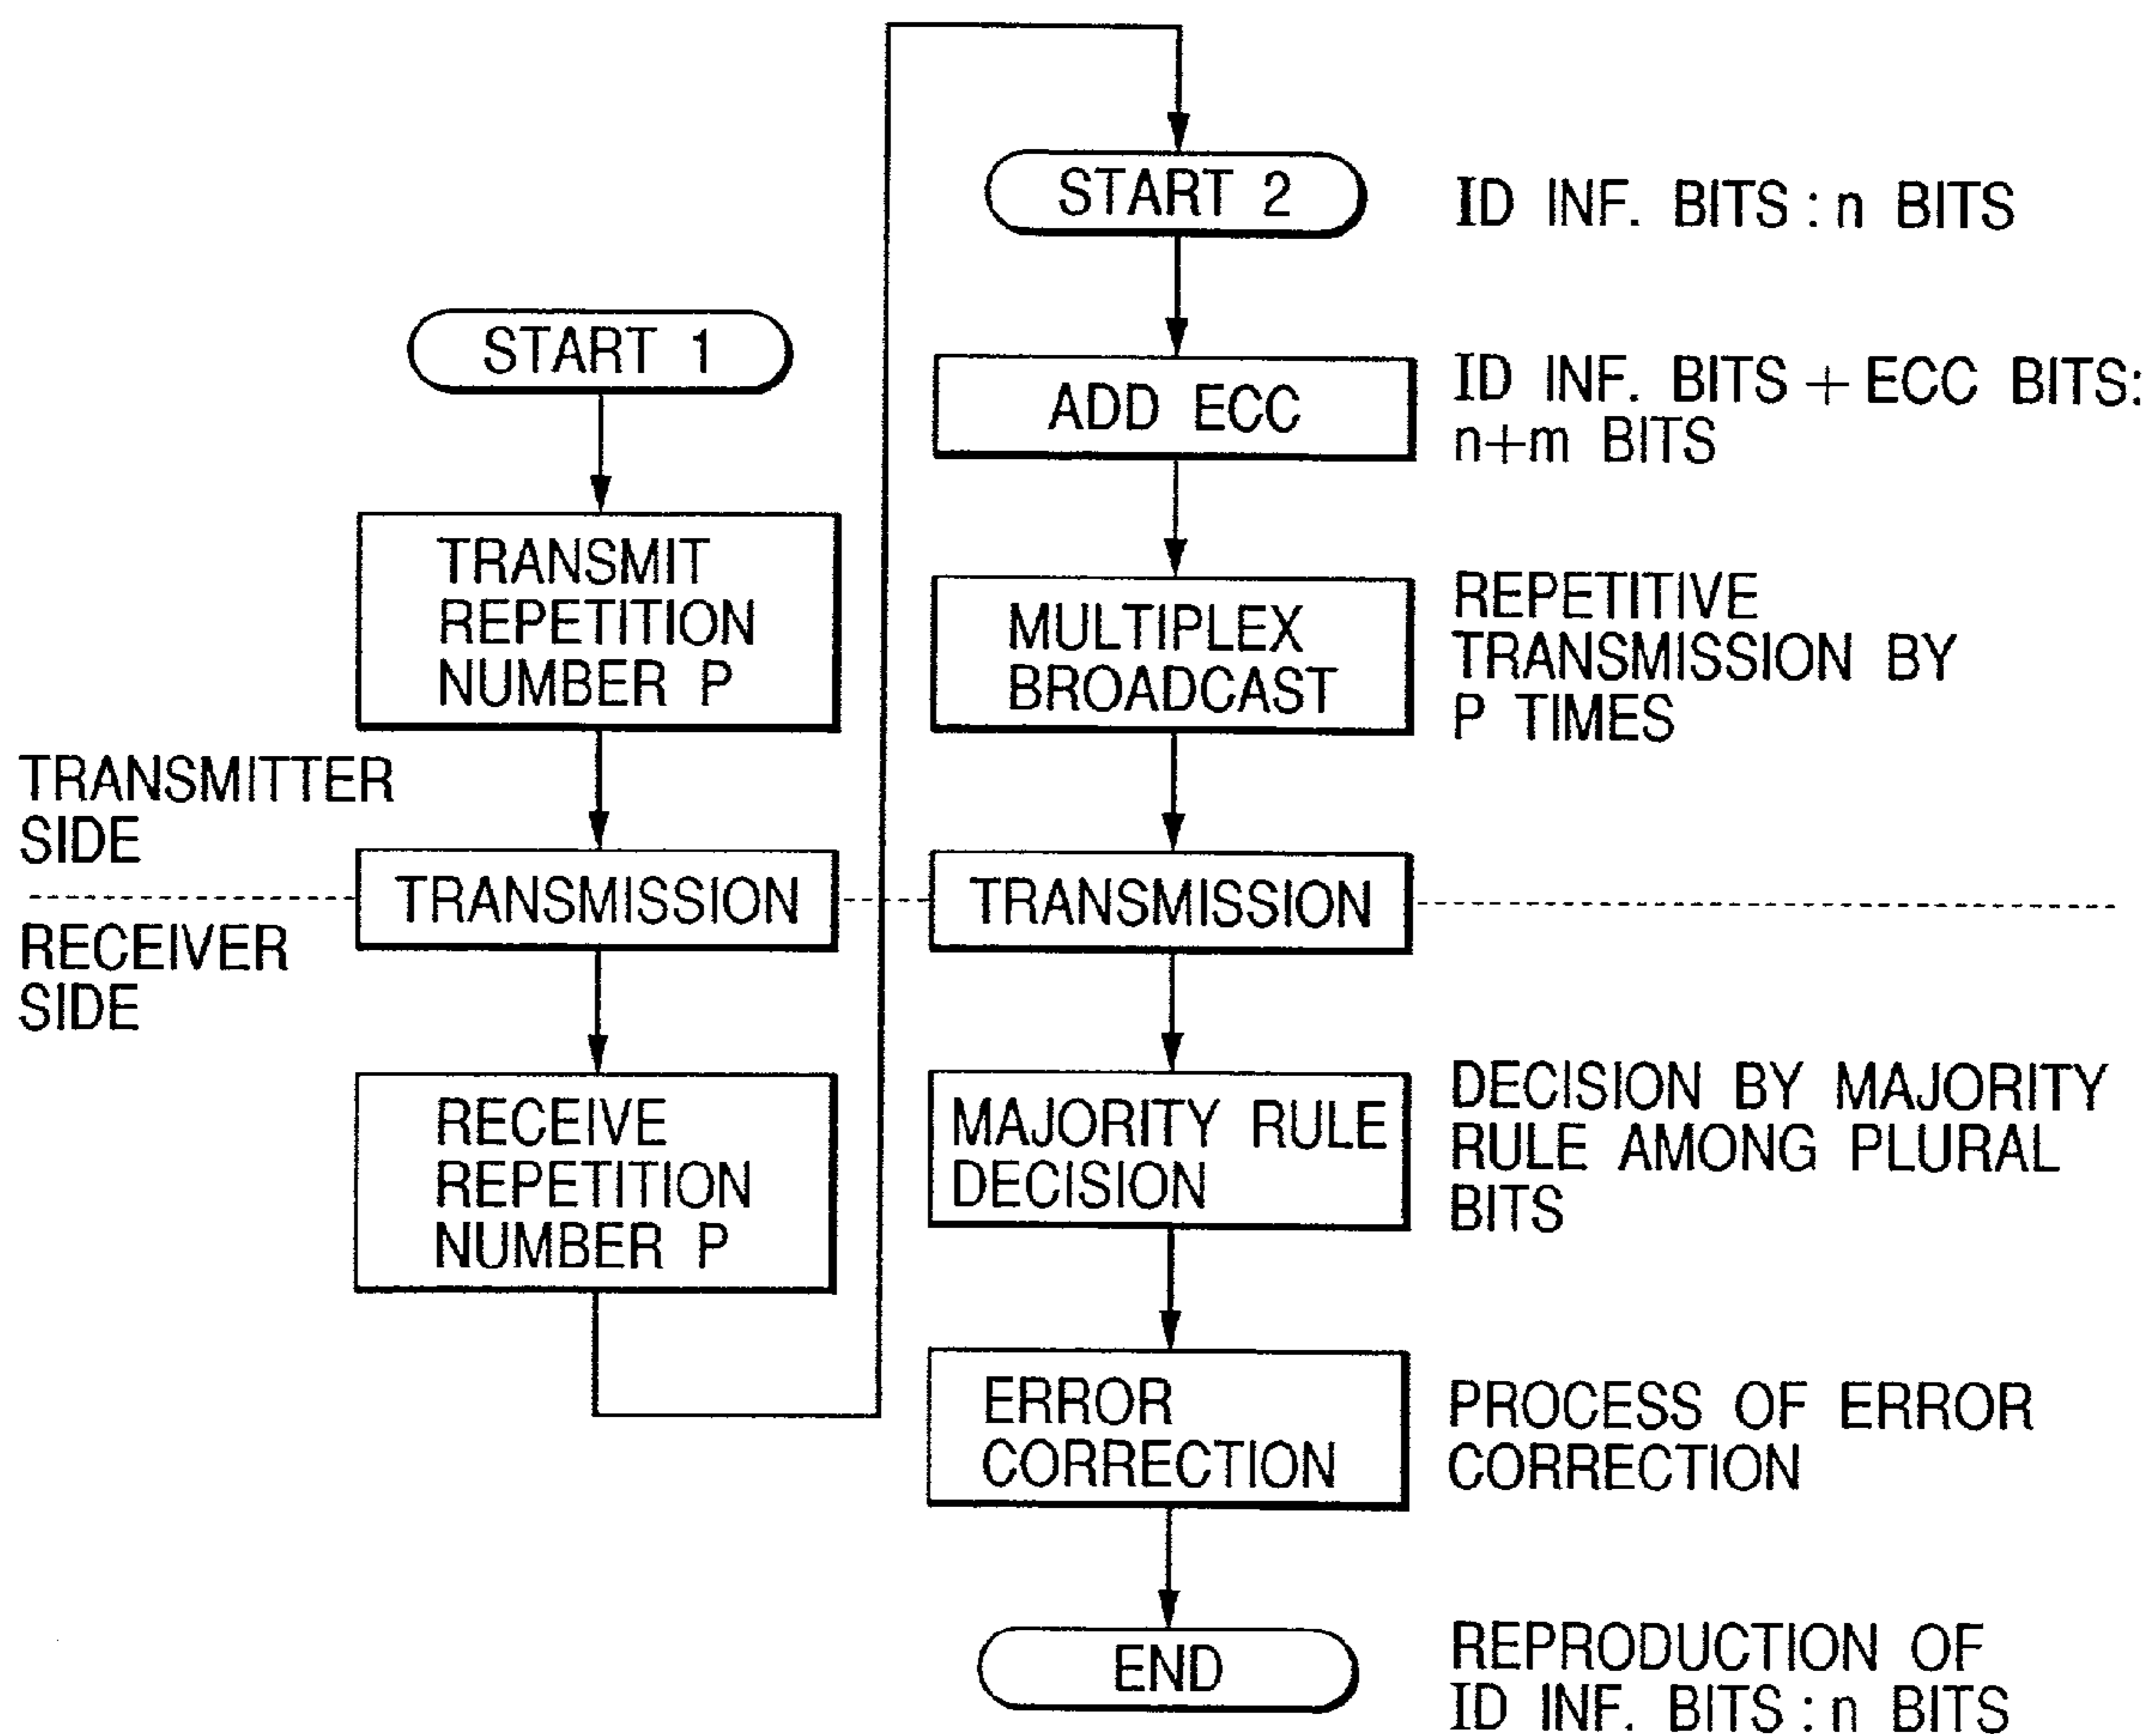 START 1
TRANSMIT
REPETITION
NUMBER P
TRANSMITTER
SIDE
TRANSMISSION
RECEIVER
SIDE
RECEIVE
REPETITION
NUMBER P
START 2
ID INF. BITS : n BITS
ADD ECC
ID INF. BITS + ECC BITS:
n+m BITS
MULTIPLEX
BROADCAST
REPETITIVE
TRANSMISSION BY
P TIMES
TRANSMISSION
MAJORITY RULE
DECISION
DECISION BY MAJORITY
RULE AMONG PLURAL
BITS
ERROR
CORRECTION
PROCESS OF ERROR
CORRECTION
END
REPRODUCTION OF
ID INF. BITS : n BITS